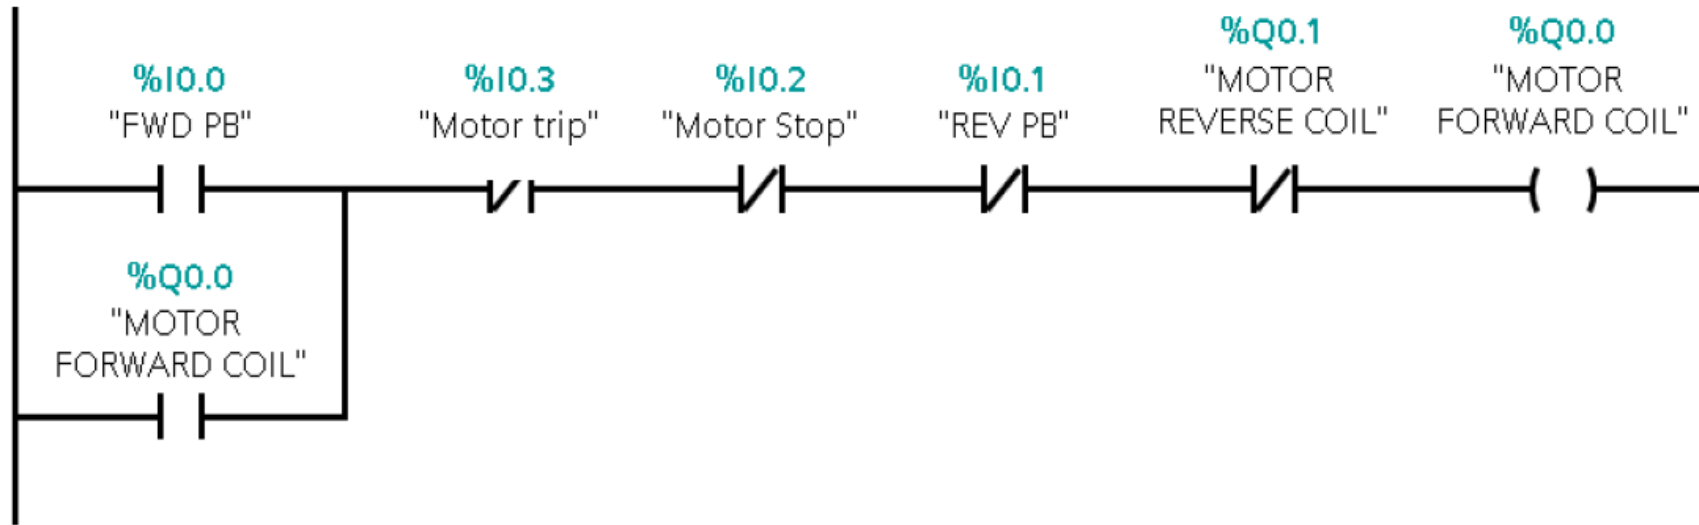 %I0.0
"FWD PB"
%I0.3
"Motor trip"
%I0.2
"Motor Stop"
%I0.1
"REV PB"
%Q0.1
"MOTOR
REVERSE COIL"
%Q0.0
"MOTOR
FORWARD COIL"
%Q0.0
"MOTOR
FORWARD COIL"